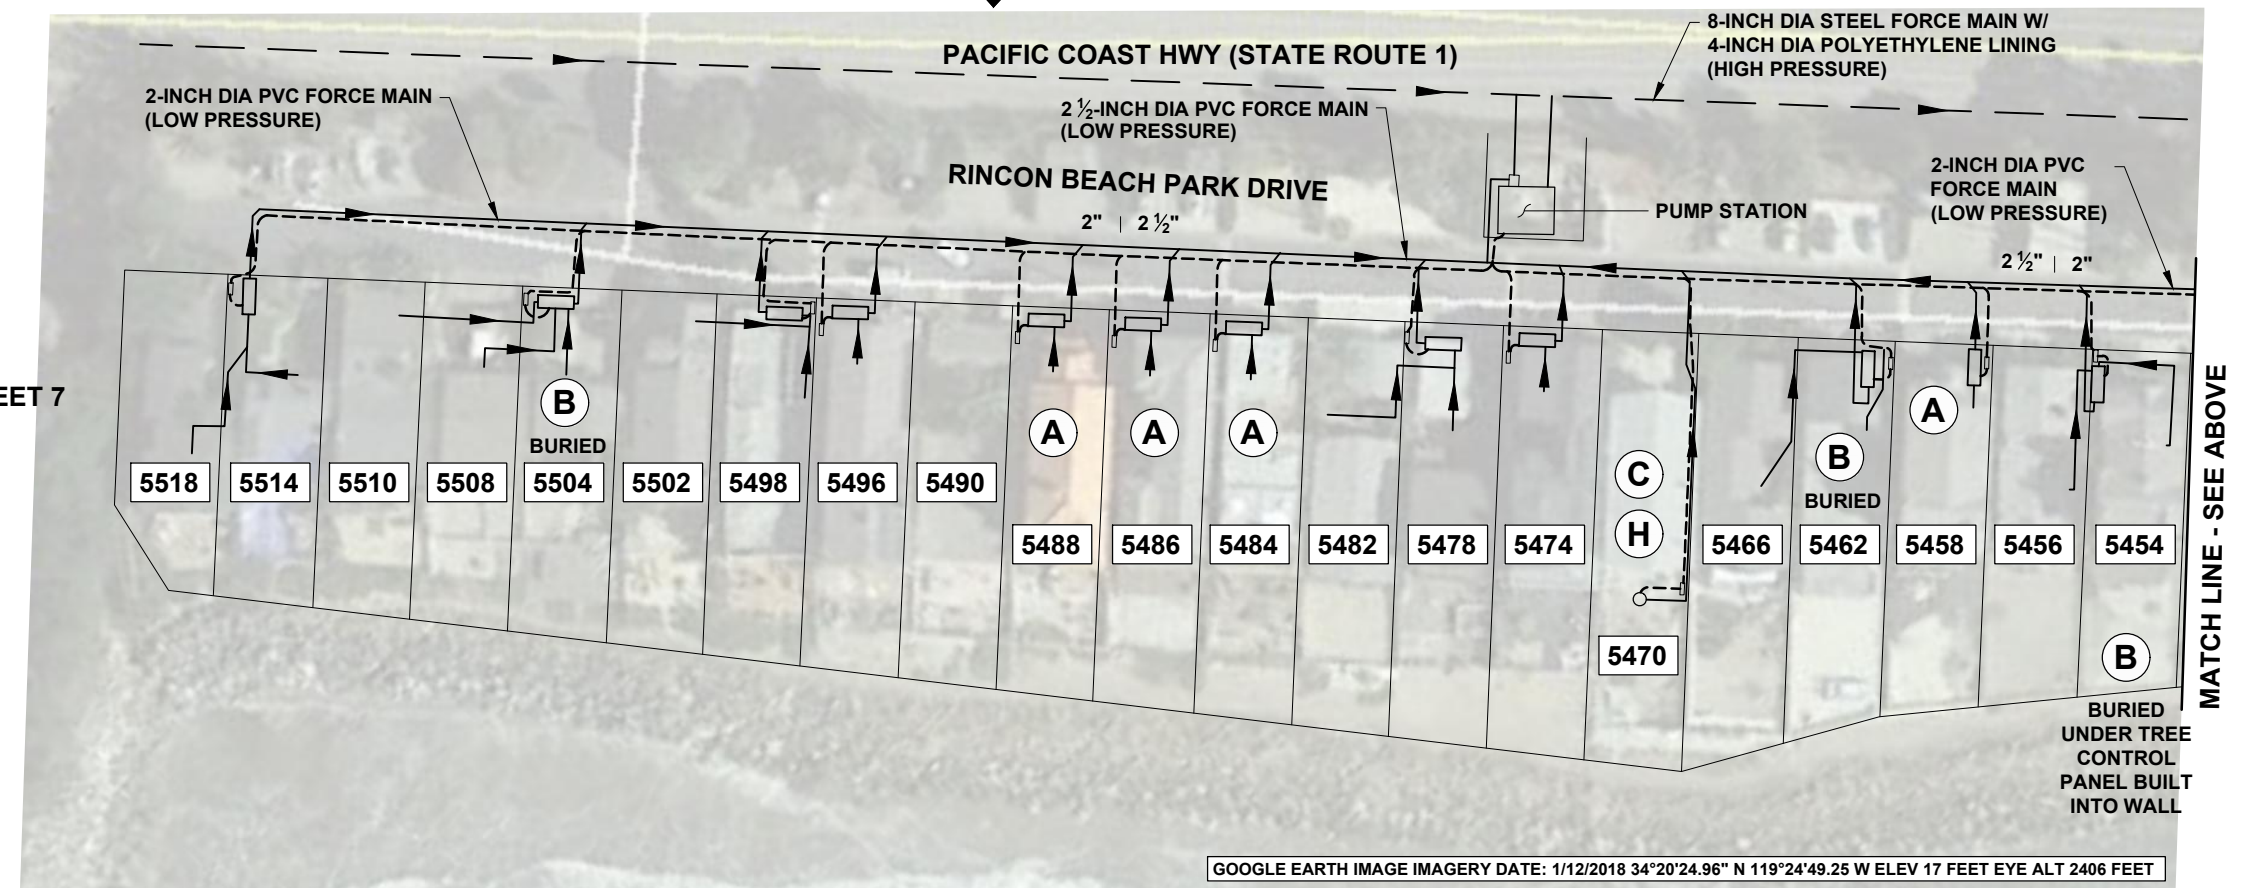 8-INCH DIA STEEL FORCE MAIN W/
4-INCH DIA POLYETHYLENE LINING
(HIGH PRESSURE)
PACIFIC COAST HWY (STATE ROUTE 1)
2-INCH DIA PVC FORCE MAIN
(LOW PRESSURE)
2 ½-INCH DIA PVC FORCE MAIN
(LOW PRESSURE)
2-INCH DIA PVC
FORCE MAIN
(LOW PRESSURE)
RINCON BEACH PARK DRIVE
2" | 2 ½"
PUMP STATION
2 ½" | 2"
EET 7
B
BURIED
A
A
A
C
H
B
BURIED
A
5518
5514
5510
5508
5504
5502
5498
5496
5490
5488
5486
5484
5482
5478
5474
5470
5466
5462
5458
5456
5454
B
BURIED
UNDER TREE
CONTROL
PANEL BUILT
INTO WALL
MATCH LINE - SEE ABOVE
GOOGLE EARTH IMAGE IMAGERY DATE: 1/12/2018 34°20'24.96" N 119°24'49.25 W ELEV 17 FEET EYE ALT 2406 FEET